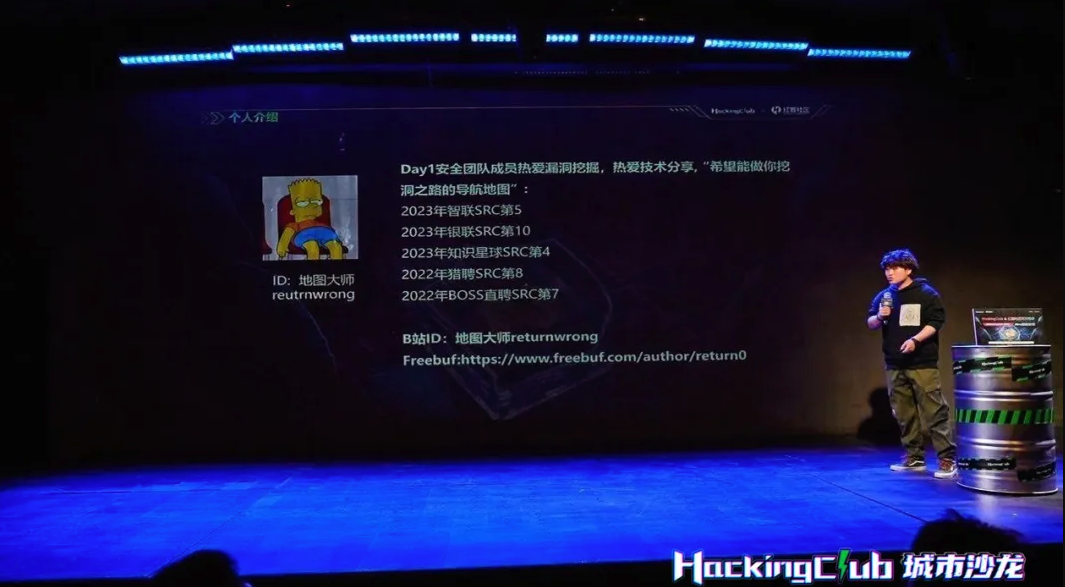 个人介绍
HackingClub
Day1安全团队成员热爱漏洞挖掘，热爱技术分享，“希望能做你挖
洞之路的导航地图”：
2023年智联SRC第5
2023年银联SRC第10
2023年知识星球SRC第4
2022年猎聘SRC第8
2022年BOSS直聘SRC第7
ID：地图大师
reutrnwrong
B站ID：地图大师returnwrong
Freebuf:https://www.freebuf.com/author/return0
HackingClub 城市沙龙